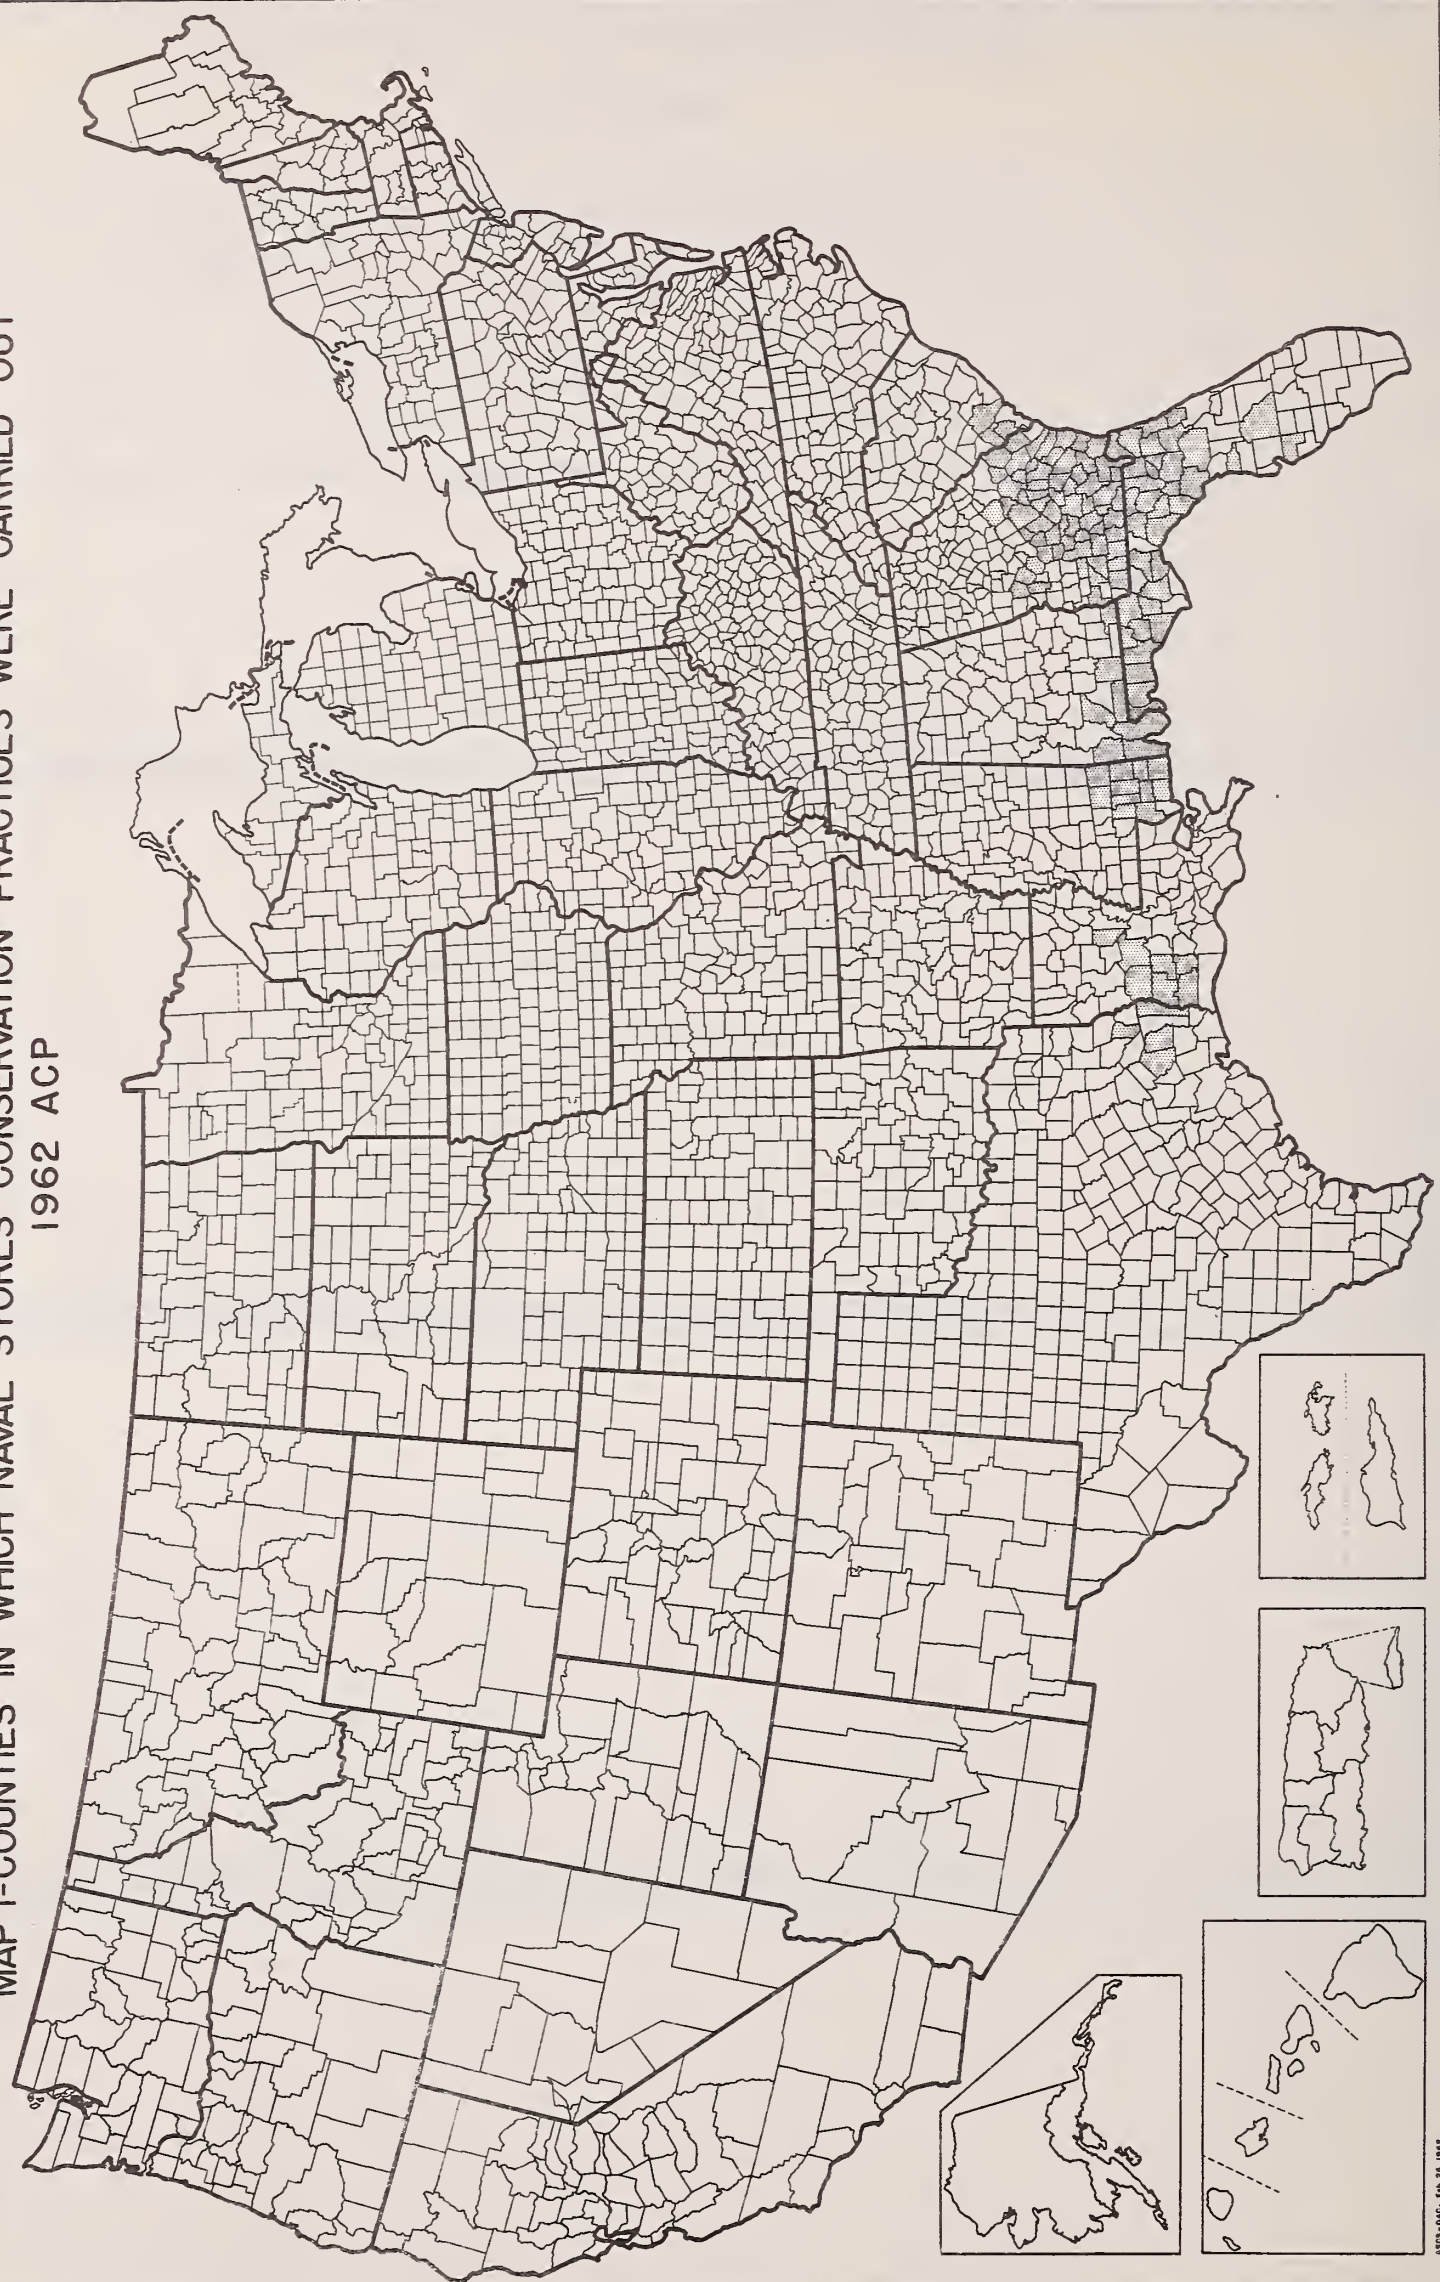 MAP 1-COUNTIES IN WHICH NAVAL STORES CONSERVATION PRACTICES WERE CARRIED OUT
1962 ACP